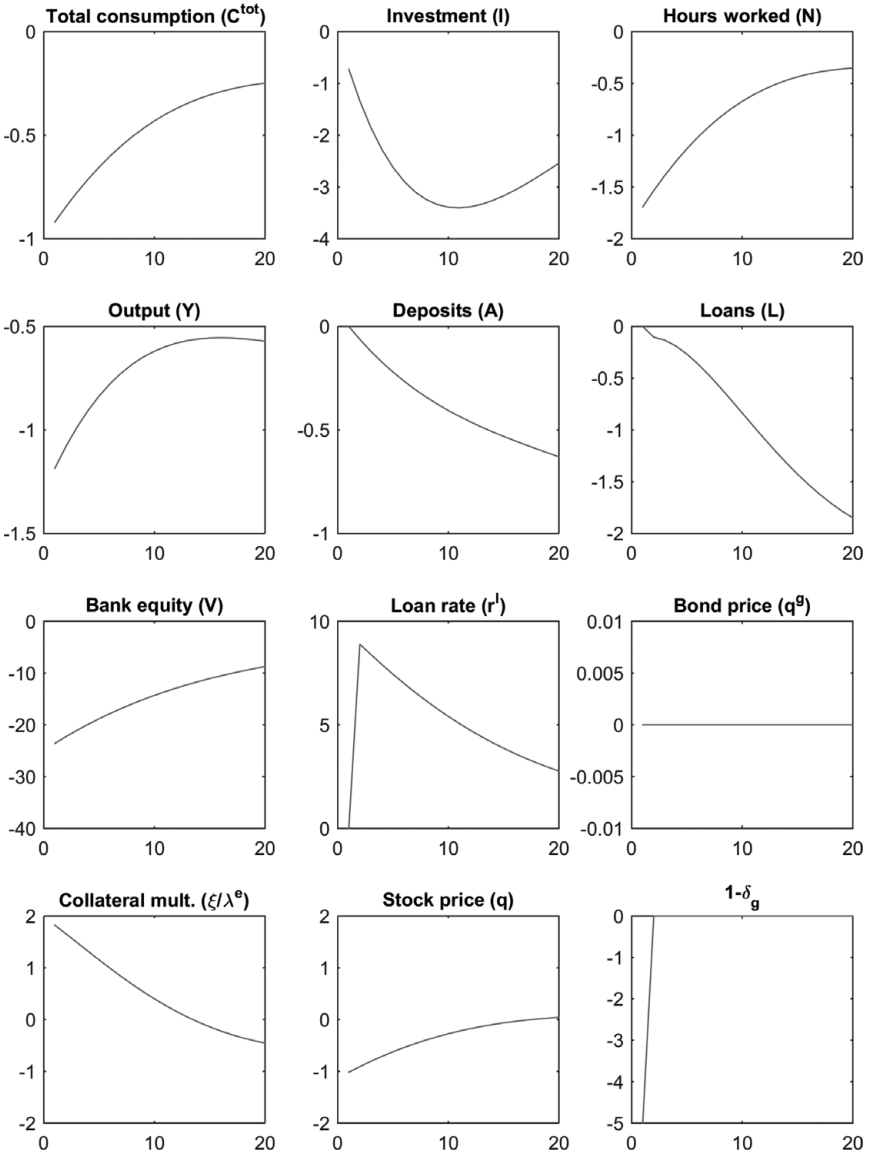 Total consumption (C^tot)
0
-0.5
-1
0 10 20
Investment (I)
0
-1
-2
-3
-4
0 10 20
Hours worked (N)
0
-0.5
-1
-1.5
-2
0 10 20
Output (Y)
-0.5
-1
-1.5
0 10 20
Deposits (A)
0
-0.5
-1
0 10 20
Loans (L)
0
-0.5
-1
-1.5
-2
0 10 20
Bank equity (V)
0
-10
-20
-30
-40
0 10 20
Loan rate (r^l)
10
5
0
0 10 20
Bond price (q^g)
0.01
0.005
0
-0.005
-0.01
0 10 20
Collateral mult. (ξ/λ^e)
2
1
0
-1
-2
0 10 20
Stock price (q)
2
1
0
-1
-2
0 10 20
1-δ_g
0
-1
-2
-3
-4
-5
0 10 20